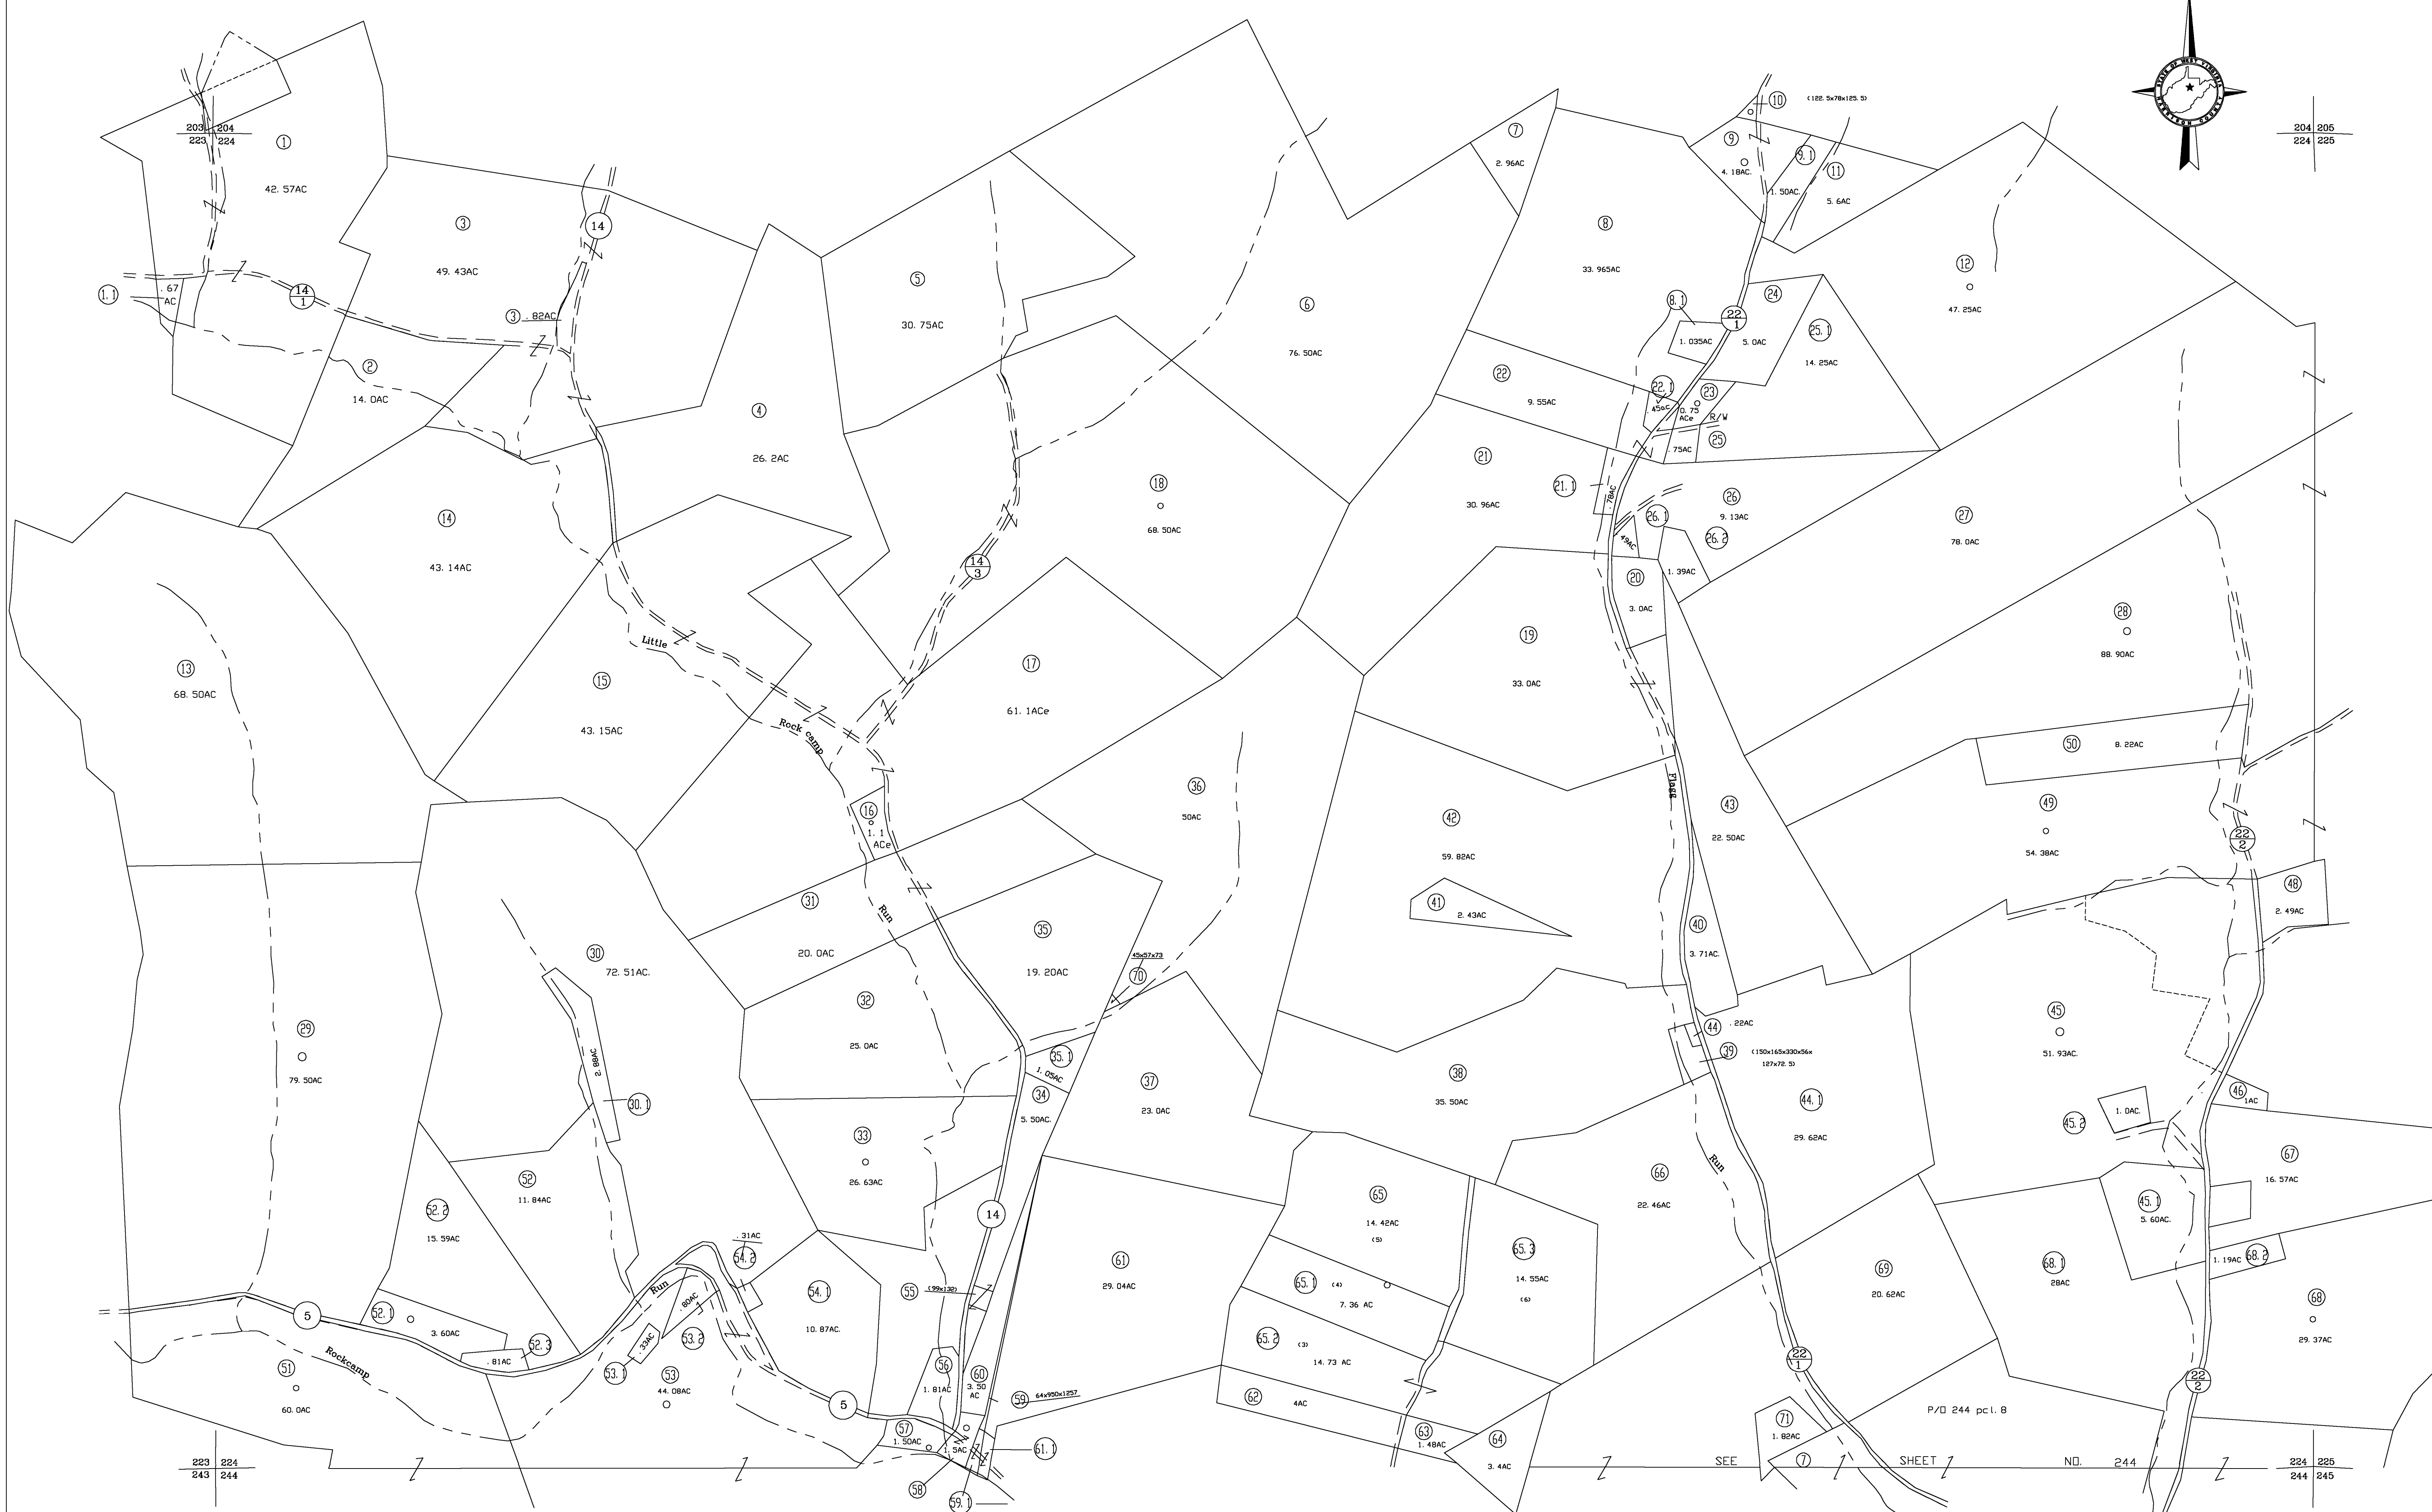 STATE OF WEST VIRGINIA
203 204
223 224
204 205
224 225
1
42.57AC
1.1
.67
AC
14
1
2
14.0AC
3
49.43AC
14
3 .82AC
4
26.2AC
5
30.75AC
6
76.50AC
7
2.96AC
8
33.965AC
8.1
1.035AC
9
4.18AC.
9.1
1.50AC.
10
(122.5x78x125.5)
11
5.6AC
12
47.25AC
22
1
24
5.0AC
25.1
14.25AC
22
9.55AC
22.1
.45AC
23
0.75
ACe
R/W
25
.75AC
21
30.96AC
21.1
.78AC
26
9.13AC
26.1
.49AC
26.2
1.39AC
27
78.0AC
28
88.90AC
13
68.50AC
14
43.14AC
15
43.15AC
Little
Rock camp
Run
14
3
16
1.1
ACe
17
61.1ACe
18
68.50AC
19
33.0AC
20
3.0AC
Flagg
50
8.22AC
49
54.38AC
22
2
48
2.49AC
36
50AC
42
59.82AC
41
2.43AC
43
22.50AC
40
3.71AC.
31
20.0AC
35
19.20AC
45x57x73
70
30
72.51AC.
2.88AC
30.1
29
79.50AC
32
25.0AC
35.1
1.05AC
34
5.50AC.
37
23.0AC
38
35.50AC
44
.22AC
39
(150x165x330x56x
127x72.5)
44.1
29.62AC
45
51.93AC.
46
1AC
1.0AC.
45.2
33
26.63AC
52
11.84AC
52.2
15.59AC
Run
66
22.46AC
67
16.57AC
45.1
5.60AC.
14
.31AC
54.2
54.1
10.87AC.
55
(99x132)
61
29.04AC
65
14.42AC
(5)
65.1
(4)
7.36 AC
65.2
(3)
14.73 AC
65.3
14.55AC
(6)
69
20.62AC
68.1
28AC
1.19AC
68.2
68
29.37AC
5
52.1
3.60AC
52.3
.81AC
Run
.80AC
.33AC
53.1
53.2
53
44.08AC
Rockcamp
51
60.0AC
5
56
1.81AC
60
3.50
AC
59
64x950x1257
57
1.50AC
1.5AC
58
59.1
61.1
62
4AC
63
1.48AC
64
3.4AC
22
1
71
1.82AC
7
22
2
P/O 244 pcl. 8
SEE SHEET NO. 244
223 224
243 244
224 225
244 245